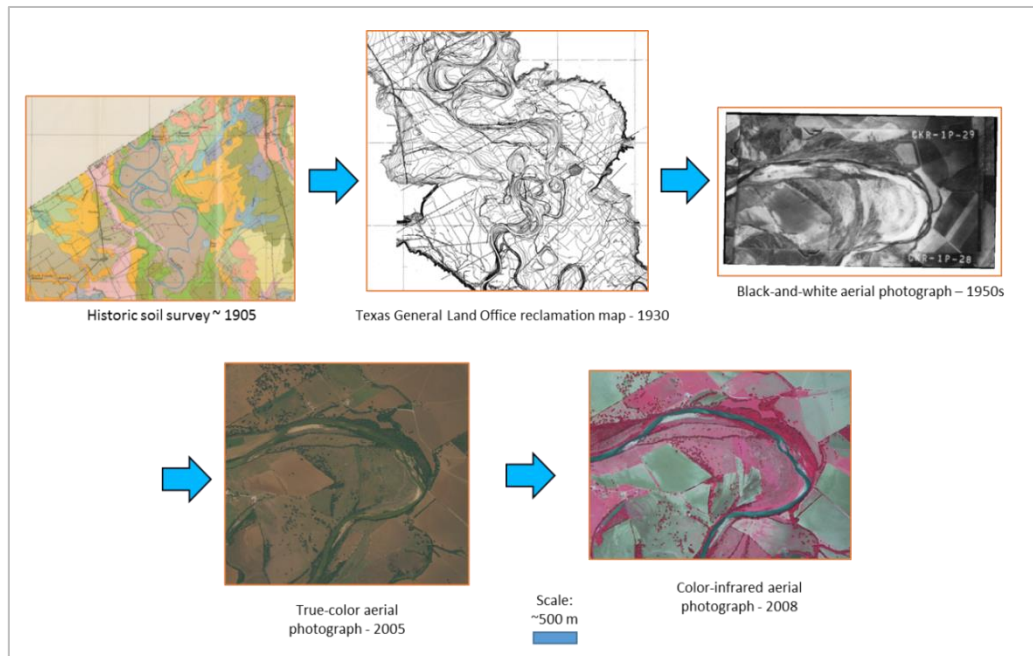 CKR-1P-29
CKR-1P-28
Historic soil survey ~ 1905
Texas General Land Office reclamation map - 1930
Black-and-white aerial photograph – 1950s
True-color aerial
photograph - 2005
Scale:
~500 m
Color-infrared aerial
photograph - 2008